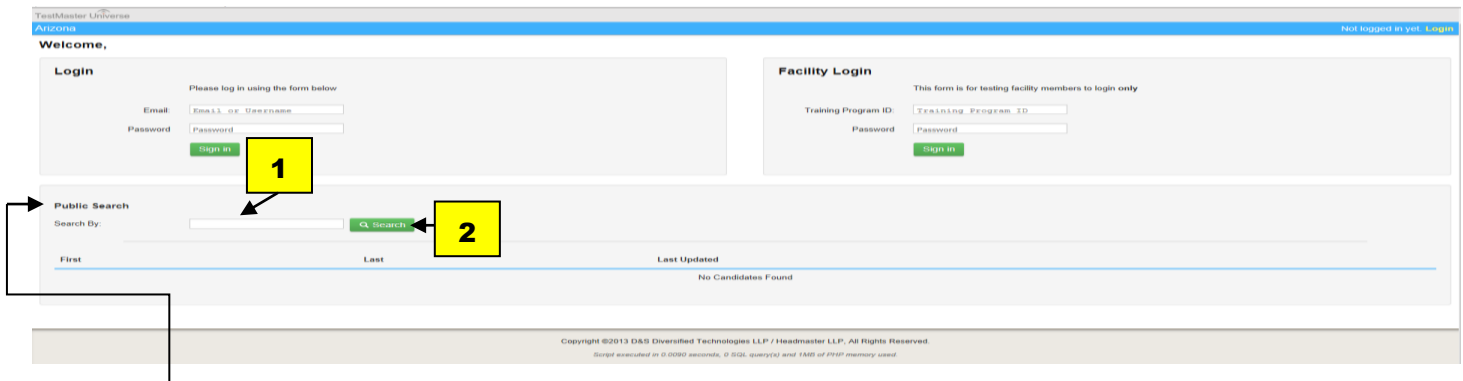 TestMaster Universe
Arizona
Not logged in yet. Login
Welcome,
Login
Please log in using the form below
Email:
Email or Username
Password
Password
Sign in
Facility Login
This form is for testing facility members to login only
Training Program ID:
Training Program ID
Password
Password
Sign in
1
Public Search
Search By:
Search
2
First Last Last Updated
No Candidates Found
Copyright ©2013 D&S Diversified Technologies LLP / Headmaster LLP, All Rights Reserved.
Script executed in 0.0090 seconds, 0 SQL query(s) and 1MB of PHP memory used.